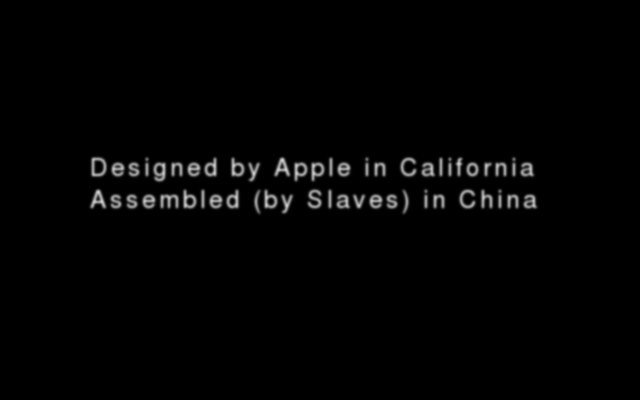 Designed by Apple in California
Assembled (by Slaves) in China